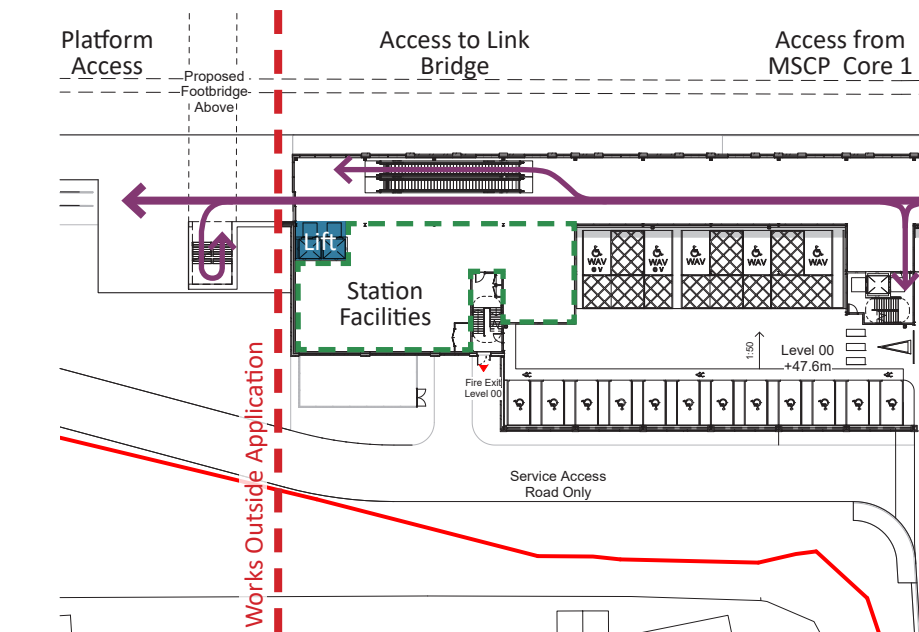 Platform
Access
Access to Link
Bridge
Access from
MSCP Core 1
Proposed
Footbridge
Above
Lift
WAV
WAV
WAV
WAV
Station
Facilities
1:50
Level 00
+47.6m
Fire Exit
Level 00
Works Outside Application
Service Access
Road Only